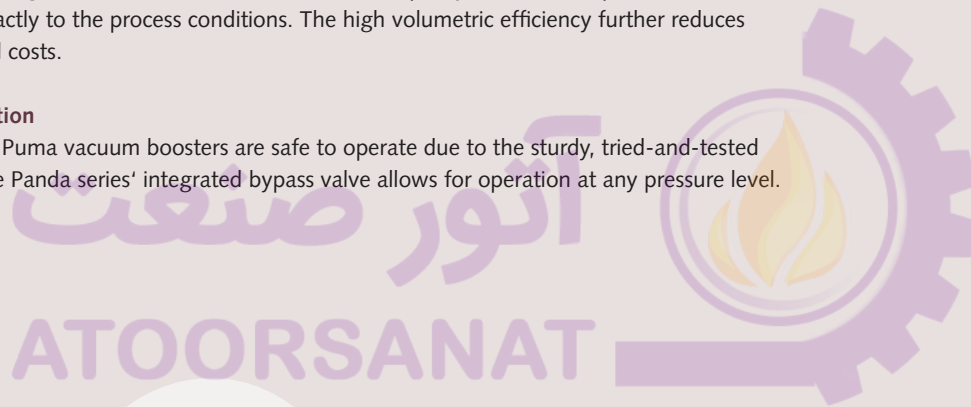 actly to the process conditions. The high volumetric efficiency further reduces
costs.
tion
Puma vacuum boosters are safe to operate due to the sturdy, tried-and-tested
e Panda series‘ integrated bypass valve allows for operation at any pressure level.
آتور صنعت
ATOORSANAT